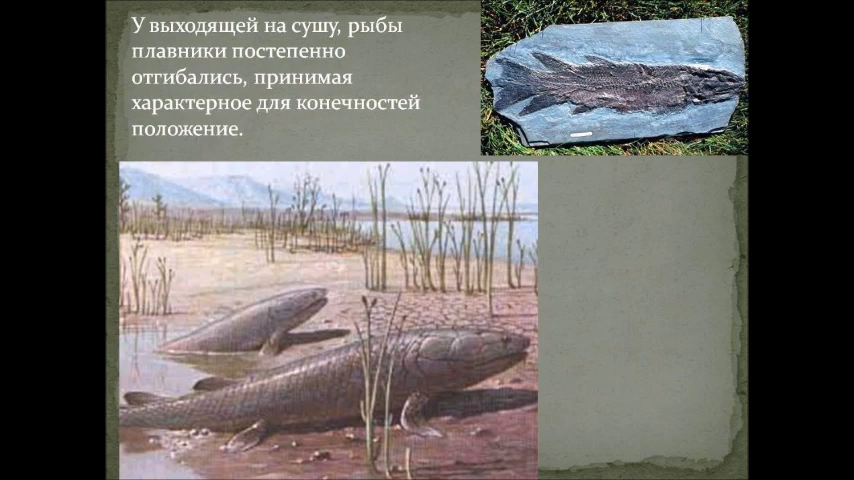 У выходящей на сушу, рыбы
плавники постепенно
отгибались, принимая
характерное для конечностей
положение.